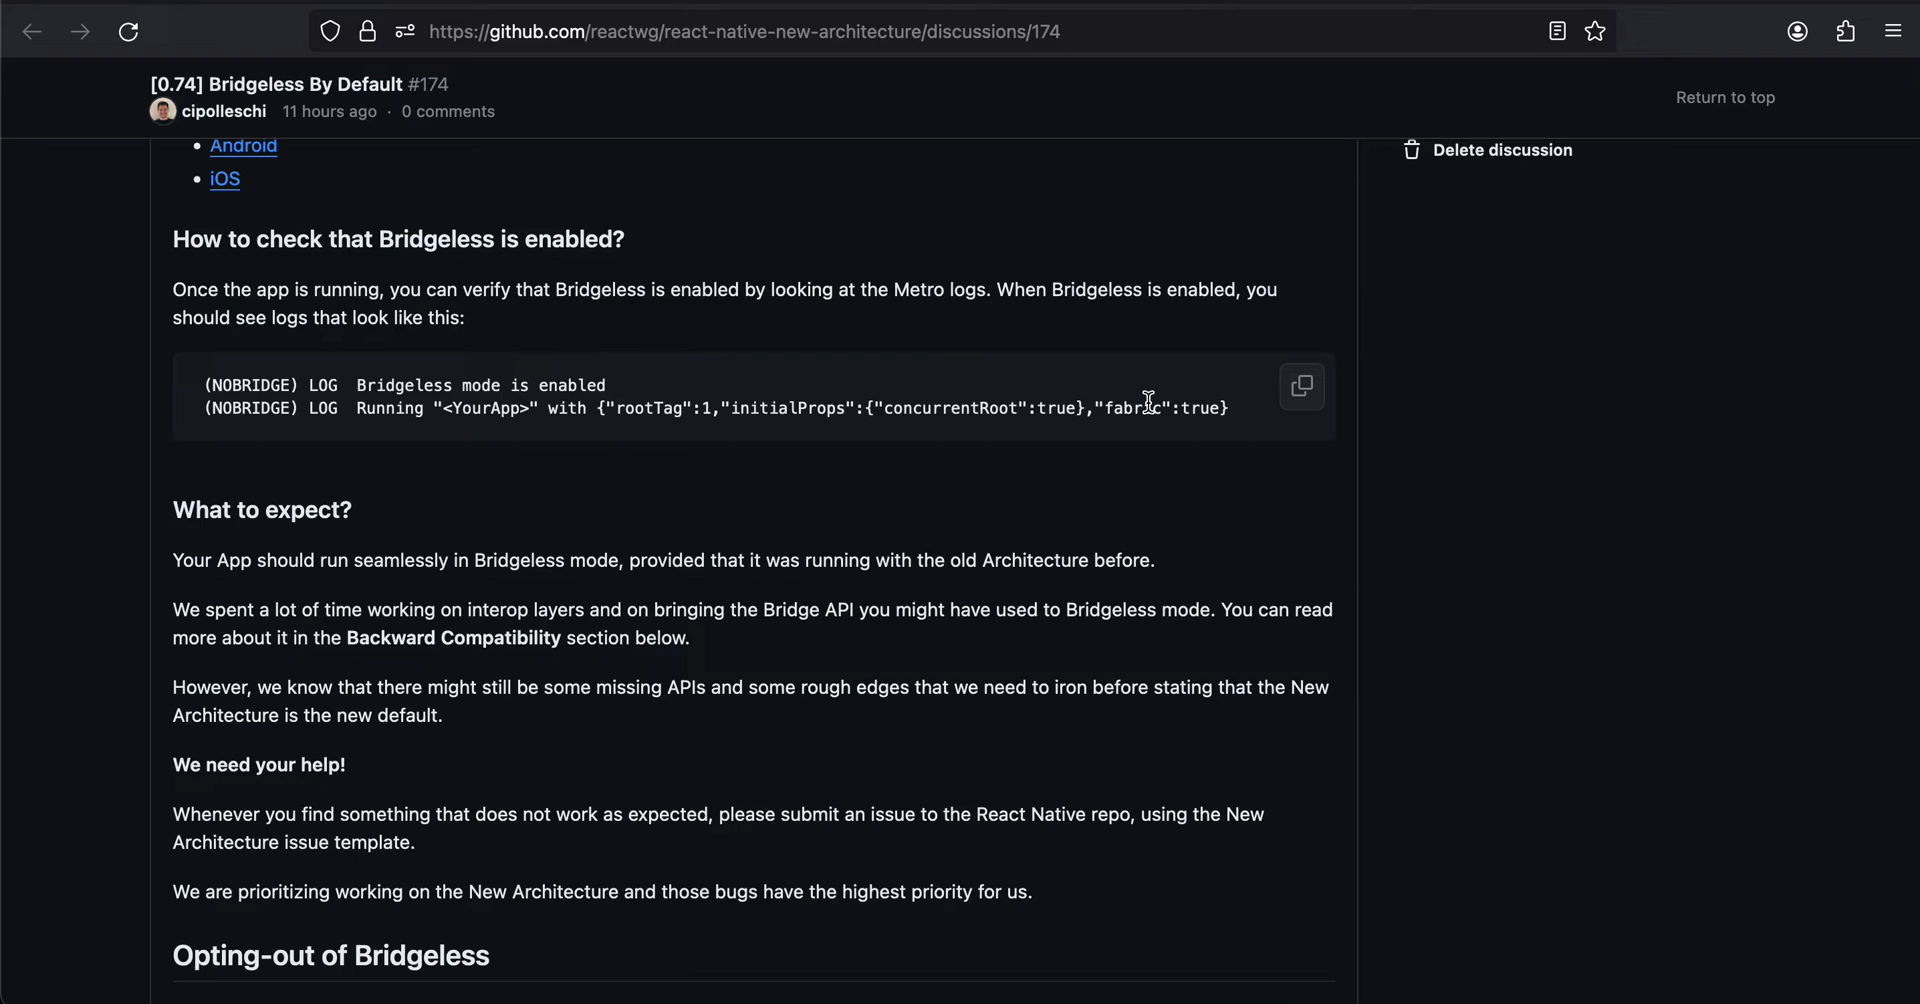 https://github.com/reactwg/react-native-new-architecture/discussions/174
[0.74] Bridgeless By Default #174
cipolleschi 11 hours ago · 0 comments
Return to top
• Android
• iOS
Delete discussion
How to check that Bridgeless is enabled?
Once the app is running, you can verify that Bridgeless is enabled by looking at the Metro logs. When Bridgeless is enabled, you
should see logs that look like this:
(NOBRIDGE) LOG  Bridgeless mode is enabled
(NOBRIDGE) LOG  Running "<YourApp>" with {"rootTag":1,"initialProps":{"concurrentRoot":true},"fabric":true}
What to expect?
Your App should run seamlessly in Bridgeless mode, provided that it was running with the old Architecture before.
We spent a lot of time working on interop layers and on bringing the Bridge API you might have used to Bridgeless mode. You can read
more about it in the Backward Compatibility section below.
However, we know that there might still be some missing APIs and some rough edges that we need to iron before stating that the New
Architecture is the new default.
We need your help!
Whenever you find something that does not work as expected, please submit an issue to the React Native repo, using the New
Architecture issue template.
We are prioritizing working on the New Architecture and those bugs have the highest priority for us.
Opting-out of Bridgeless